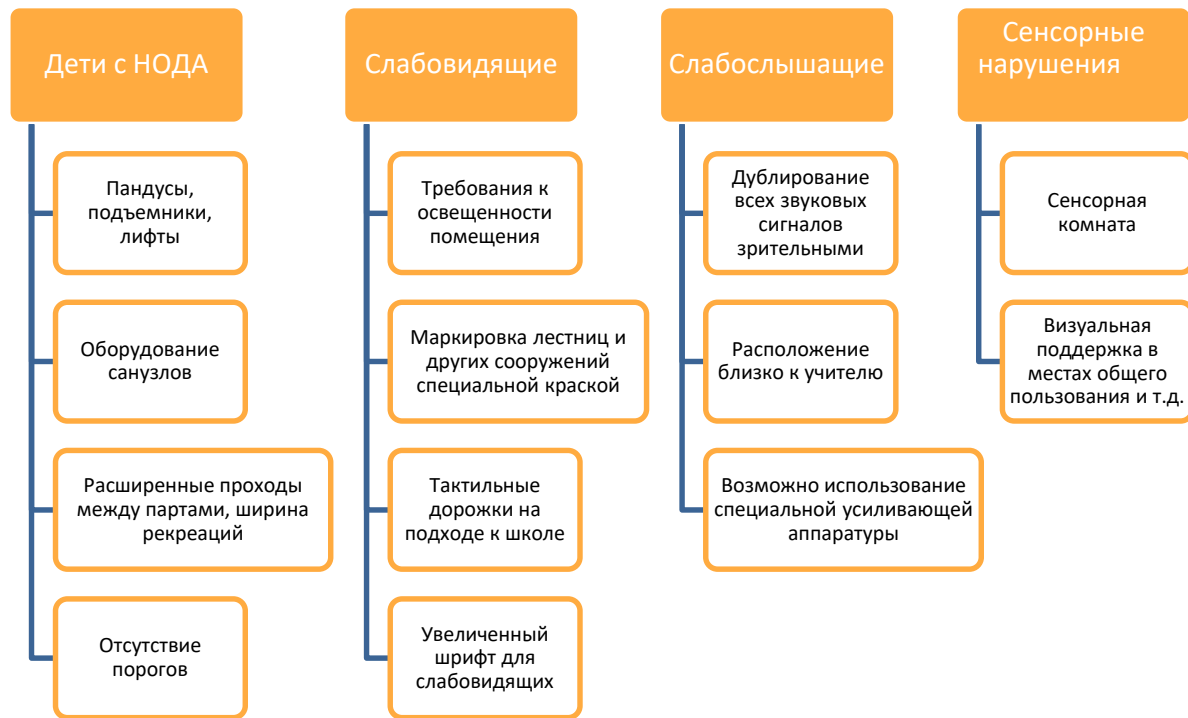 Дети с НОДА
Пандусы,
подъемники,
лифты
Оборудование
санузлов
Расширенные проходы
между партами, ширина
рекреаций
Отсутствие
порогов
Слабовидящие
Требования к
освещенности
помещения
Маркировка лестниц и
других сооружений
специальной краской
Тактильные
дорожки на
подходе к школе
Увеличенный
шрифт для
слабовидящих
Слабослышащие
Дублирование
всех звуковых
сигналов
зрительными
Расположение
близко к учителю
Возможно использование
специальной усиливающей
аппаратуры
Сенсорные
нарушения
Сенсорная
комната
Визуальная
поддержка в
местах общего
пользования и т.д.